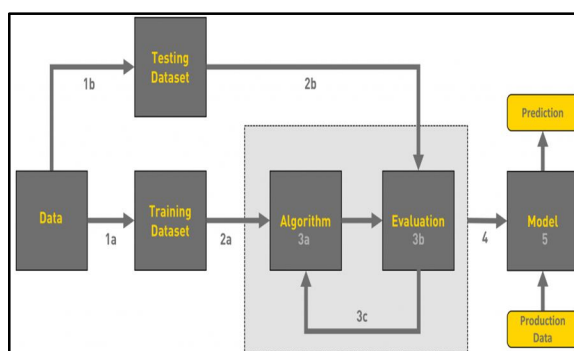 Testing
Dataset
1b
2b
Prediction
Data
1a
Training
Dataset
2a
Algorithm
3a
Evaluation
3b
4
Model
5
3c
Production
Data